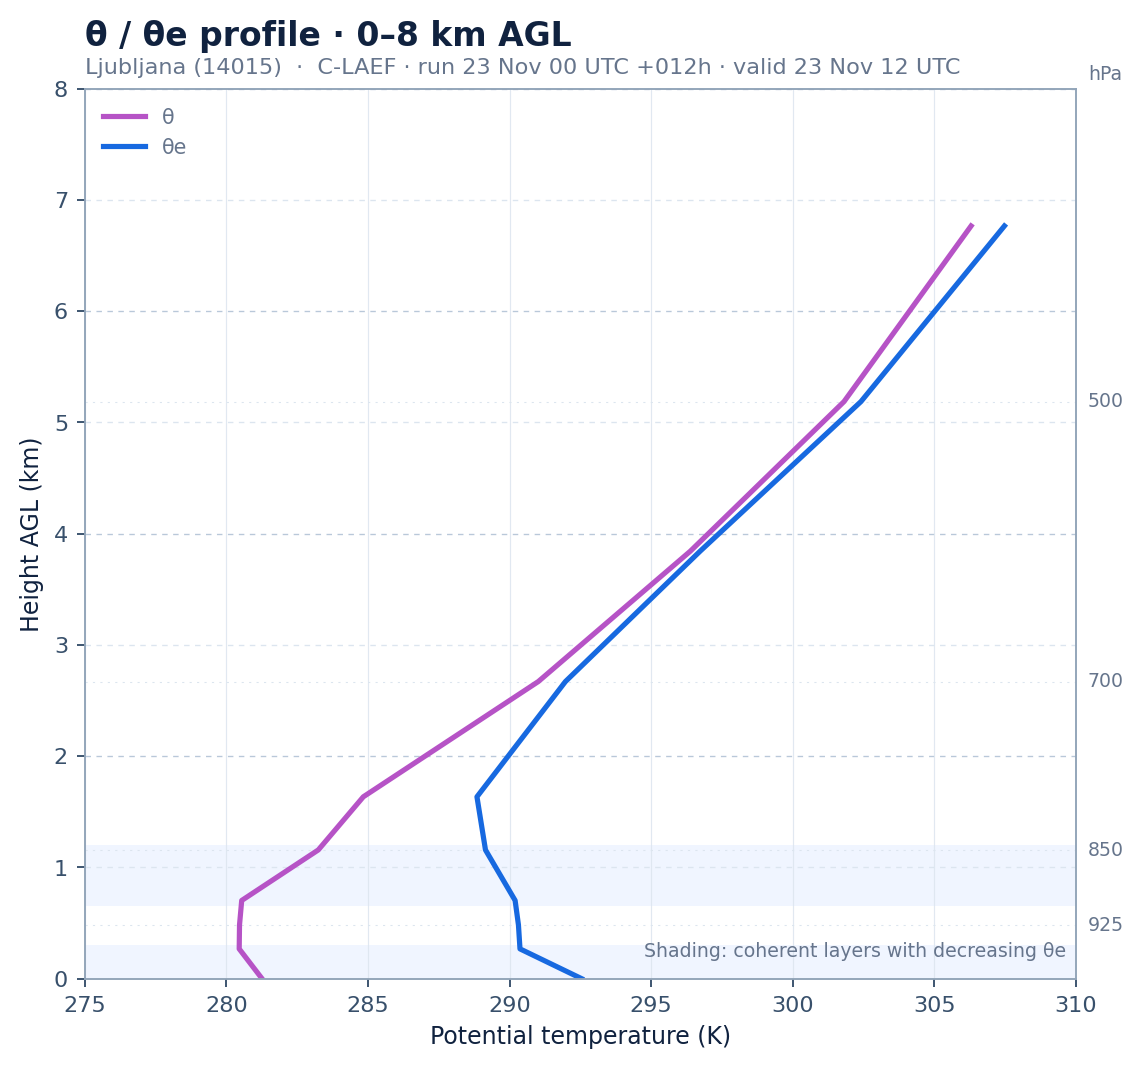 θ / θe profile · 0–8 km AGL
Ljubljana (14015) · C-LAEF · run 23 Nov 00 UTC +012h · valid 23 Nov 12 UTC
hPa
θ
θe
8
7
6
5
4
3
2
1
0
500
700
850
925
Height AGL (km)
Shading: coherent layers with decreasing θe
275 280 285 290 295 300 305 310
Potential temperature (K)